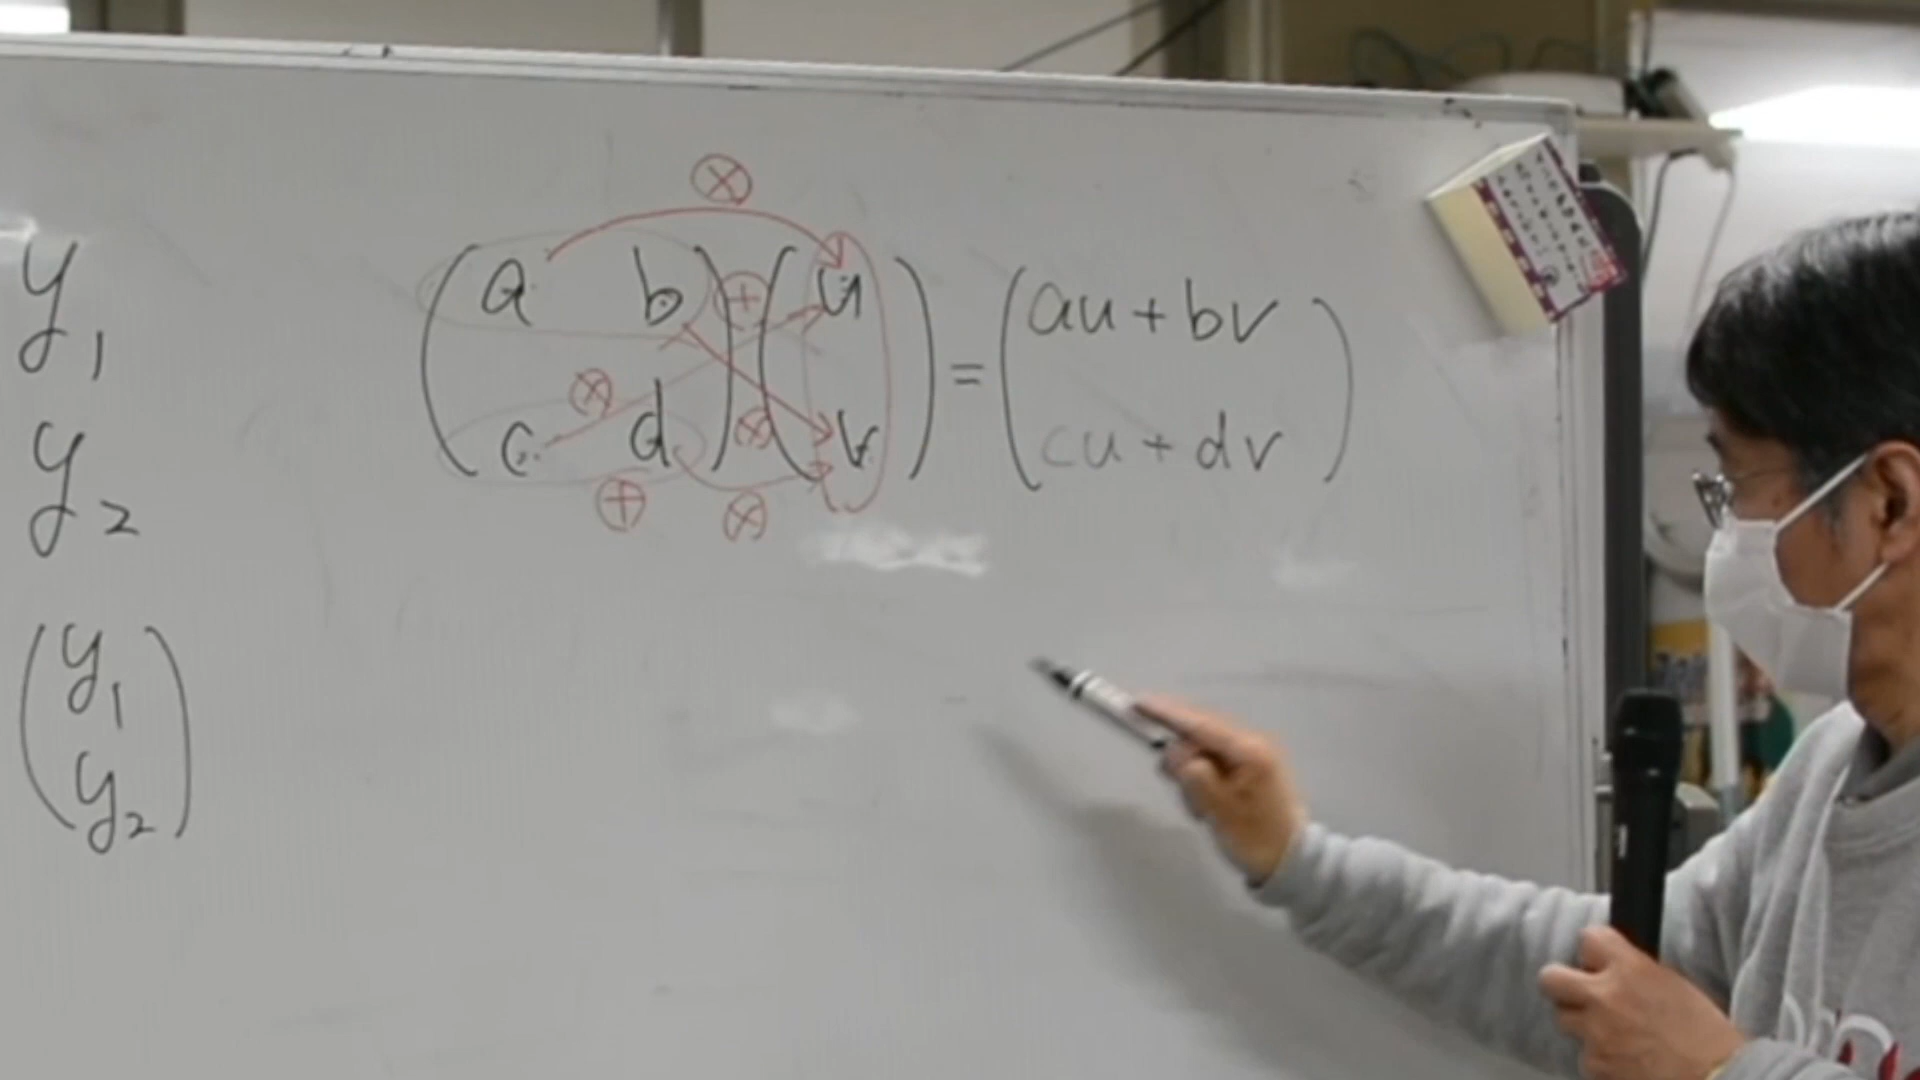 y1
y2
(y1
y2)
(a b
c d)(u
v) = (au+bv
cu+dv)
⊗
⊕
⊗
⊗
⊕
⊗